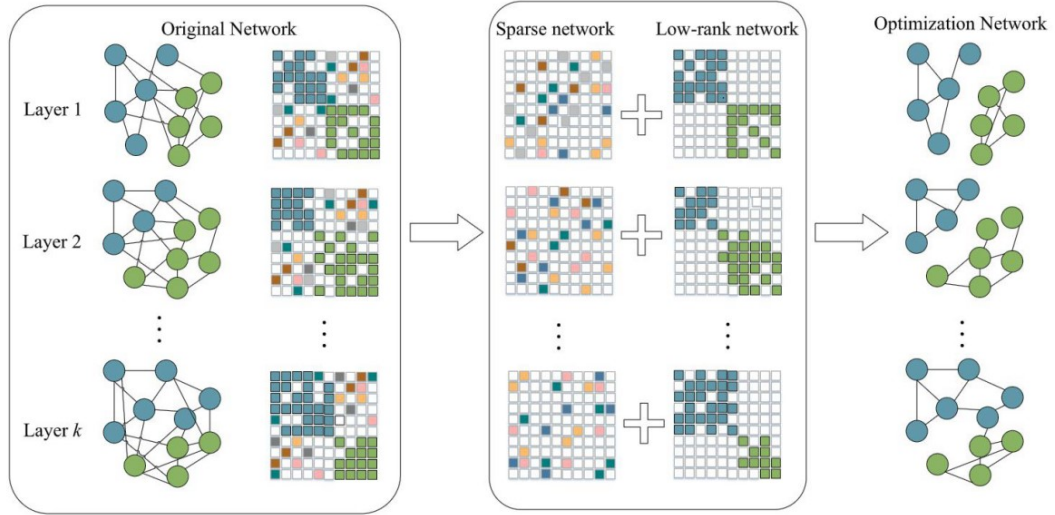 Original Network
Sparse network
Low-rank network
Optimization Network
Layer 1
Layer 2
Layer k